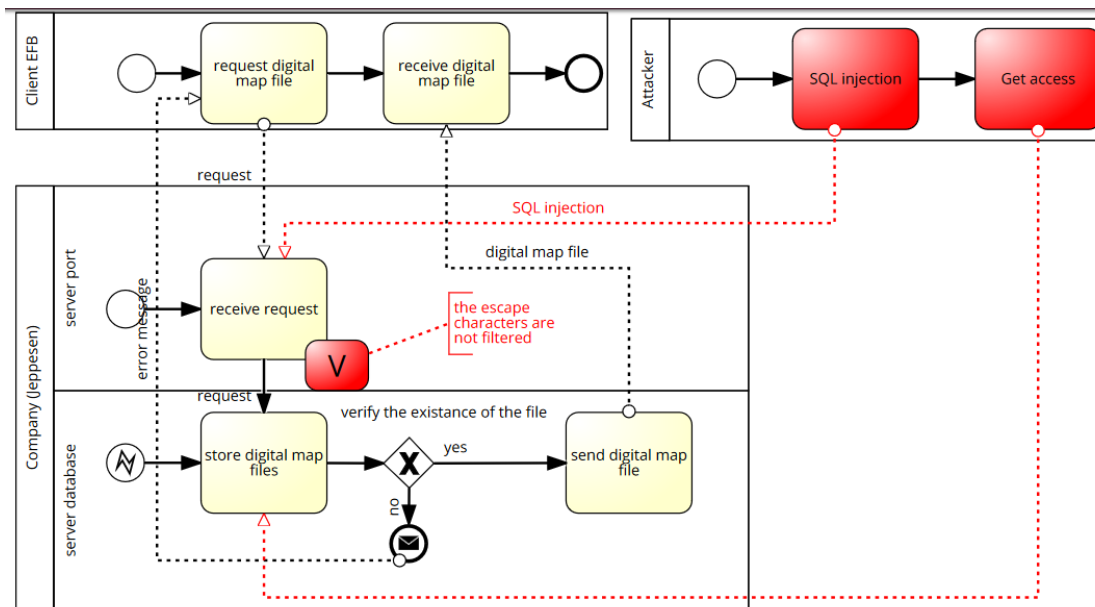 Client EFB
request digital
map file
receive digital
map file
Attacker
SQL injection
Get access
request
SQL injection
digital map file
Company (Jeppesen)
server port
error message
receive request
the escape
characters are
not filtered
V
request
verify the existance of the file
server database
store digital map
files
X
yes
no
send digital map
file